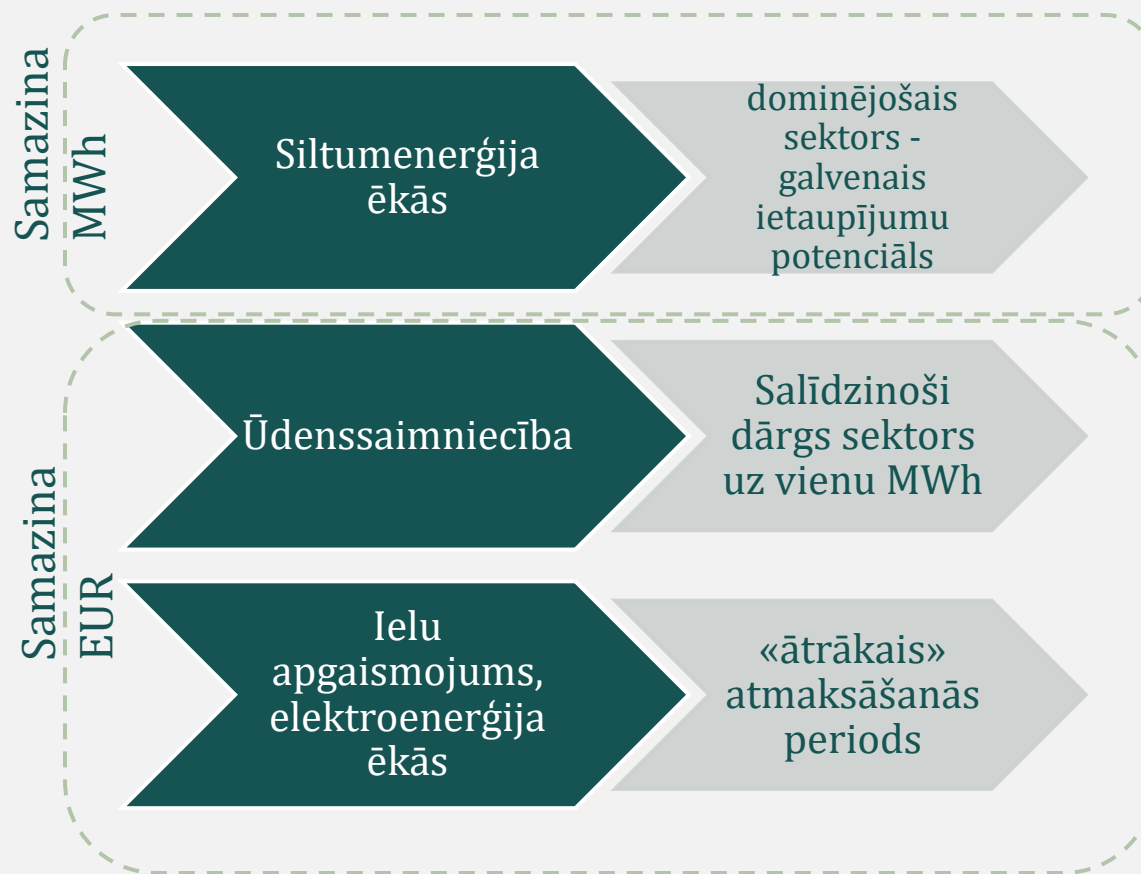 Samazina
MWh
Siltumenerģija
ēkās
dominējošais
sektors -
galvenais
ietaupījumu
potenciāls
Samazina
EUR
Ūdenssaimniecība
Salīdzinoši
dārgs sektors
uz vienu MWh
Ielu
apgaismojums,
elektroenerģija
ēkās
«ātrākais»
atmaksāšanās
periods